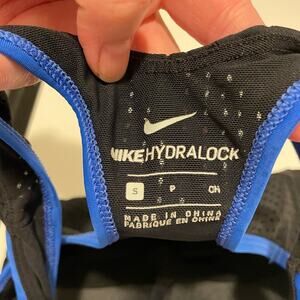 NIKE HYDRALOCK
S P CH
MADE IN CHINA
FABRIQUÉ EN CHINE